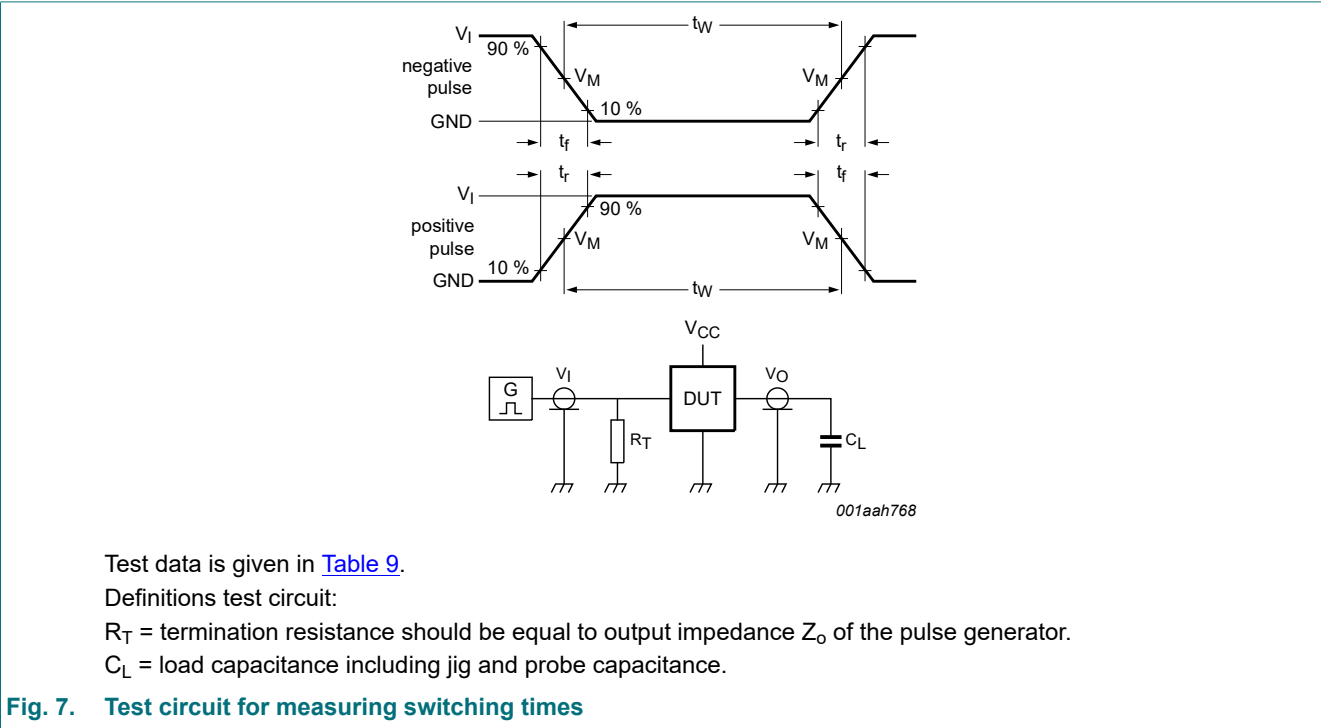 tW
VI
90 %
negative
pulse
VM
VM
10 %
GND
tf
tr
tr
tf
VI
90 %
positive
pulse
VM
VM
10 %
GND
tW
VCC
VI
VO
G
DUT
RT
CL
001aah768
Test data is given in Table 9.
Definitions test circuit:
RT = termination resistance should be equal to output impedance Zo of the pulse generator.
CL = load capacitance including jig and probe capacitance.
Fig. 7. Test circuit for measuring switching times